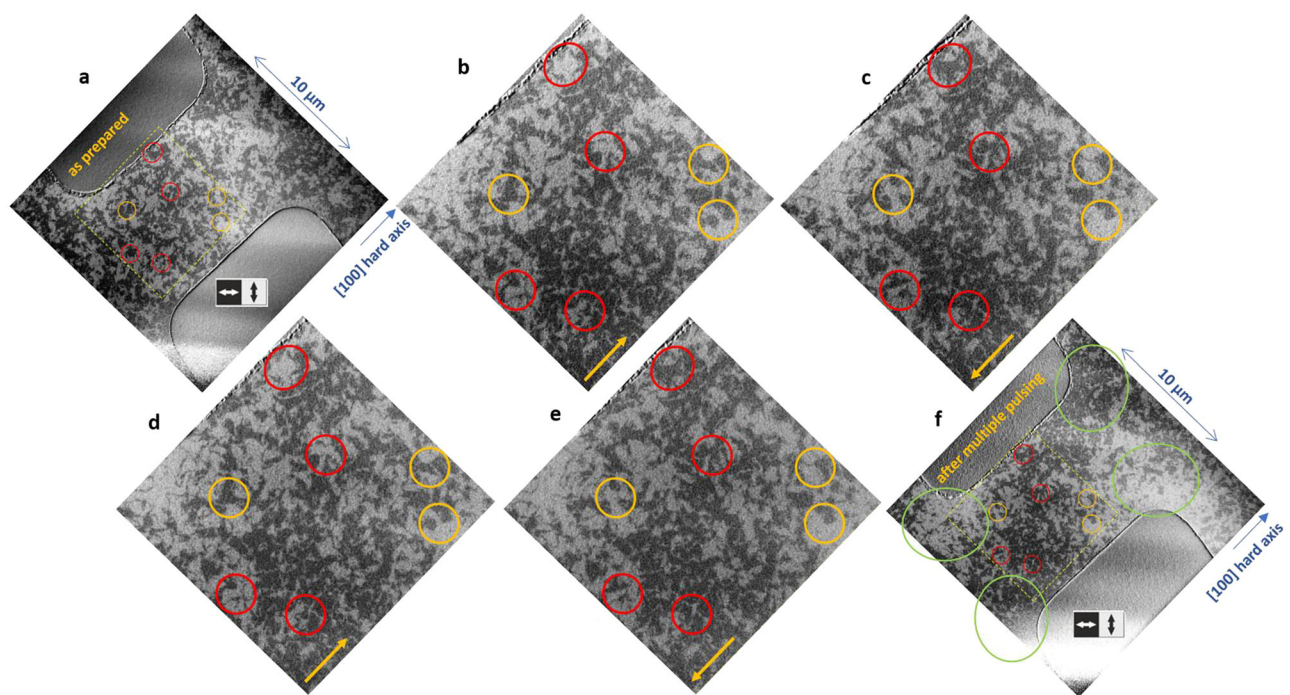 a
as prepared
10 µm
[100] hard axis
b
c
d
e
f
after multiple pulsing
10 µm
[100] hard axis